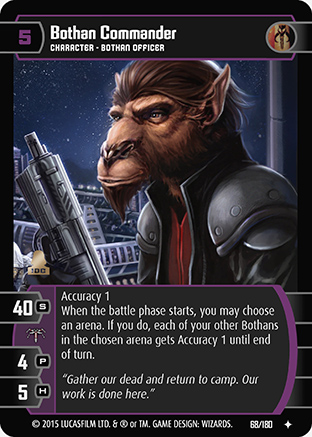 5
Bothan Commander
CHARACTER - BOTHAN OFFICER
IDC
40 S
4 P
5 H
Accuracy 1
When the battle phase starts, you may choose
an arena. If you do, each of your other Bothans
in the chosen arena gets Accuracy 1 until end
of turn.
“Gather our dead and return to camp. Our
work is done here.”
© 2015 LUCASFILM LTD. & ® or TM. GAME DESIGN: WIZARDS.
68/180